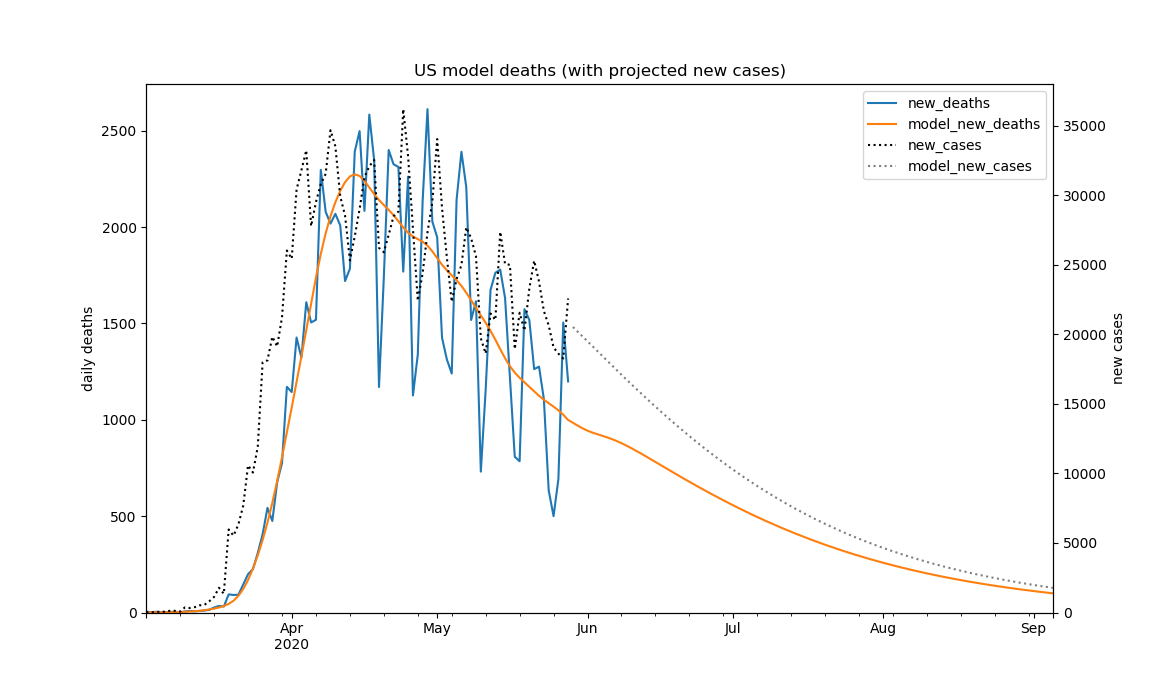 US model deaths (with projected new cases)
new_deaths
model_new_deaths
new_cases
model_new_cases
daily deaths
2500
2000
1500
1000
500
0
35000
30000
25000
20000
15000
10000
5000
0
new cases
Apr
2020
May
Jun
Jul
Aug
Sep